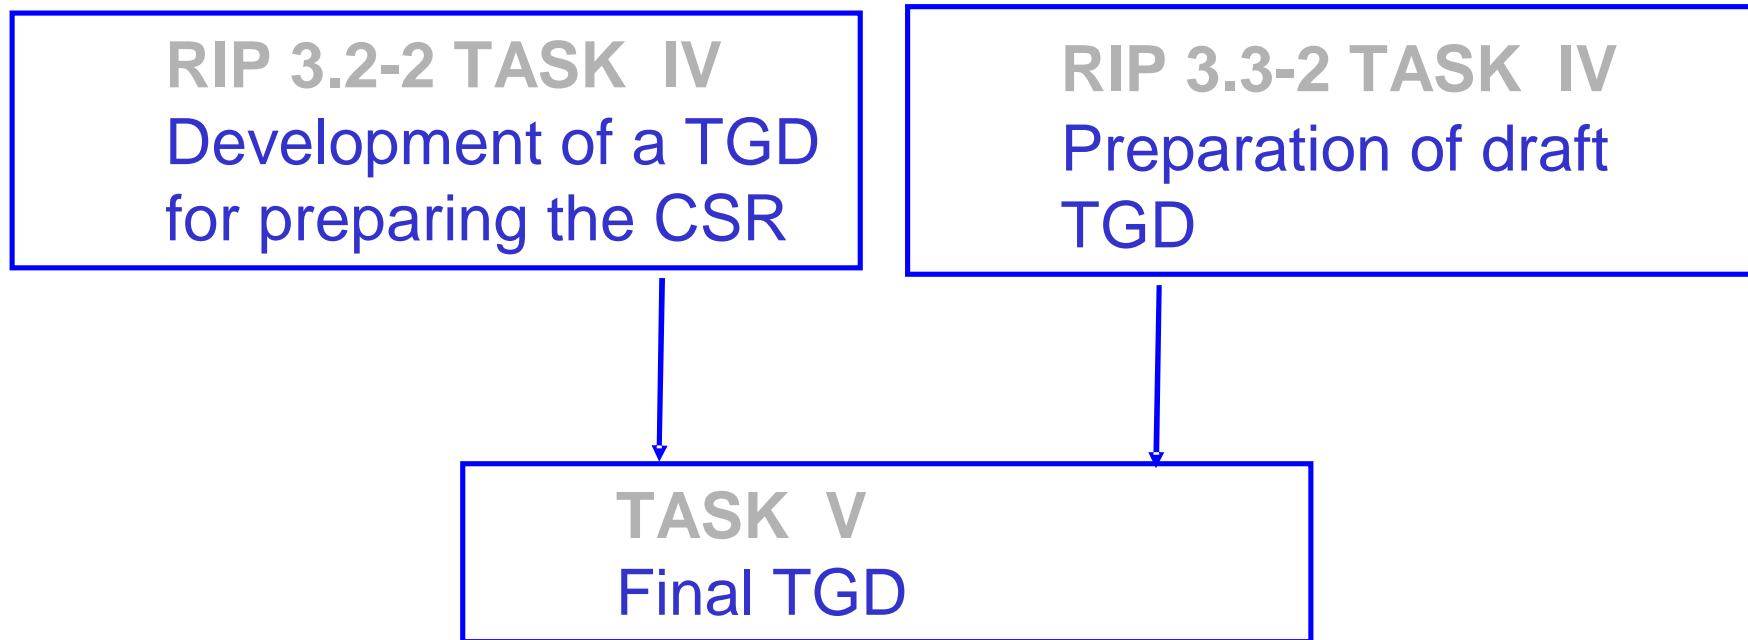 RIP 3.2-2 TASK IV
Development of a TGD
for preparing the CSR
RIP 3.3-2 TASK IV
Preparation of draft
TGD
TASK V
Final TGD